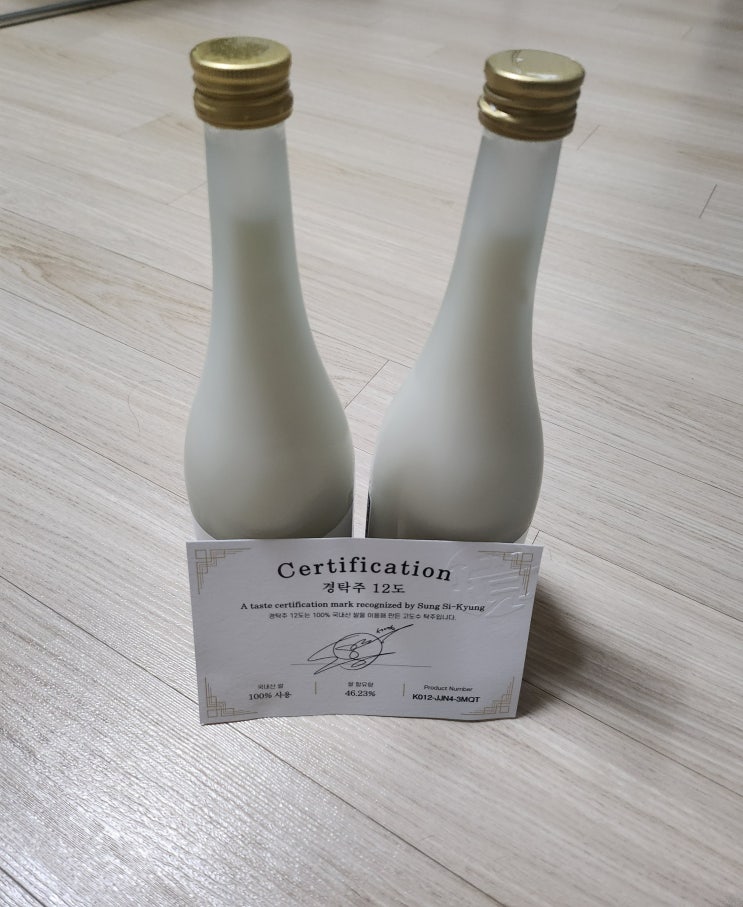 Certification
경탁주 12도
A taste certification mark recognized by Sung Si-Kyung
경탁주 12도는 100% 국내산 쌀을 이용해 만든 고도수 탁주입니다.
국내산 쌀
100% 사용
쌀 함유량
46.23%
Product Number
K012-JJN4-3MQT